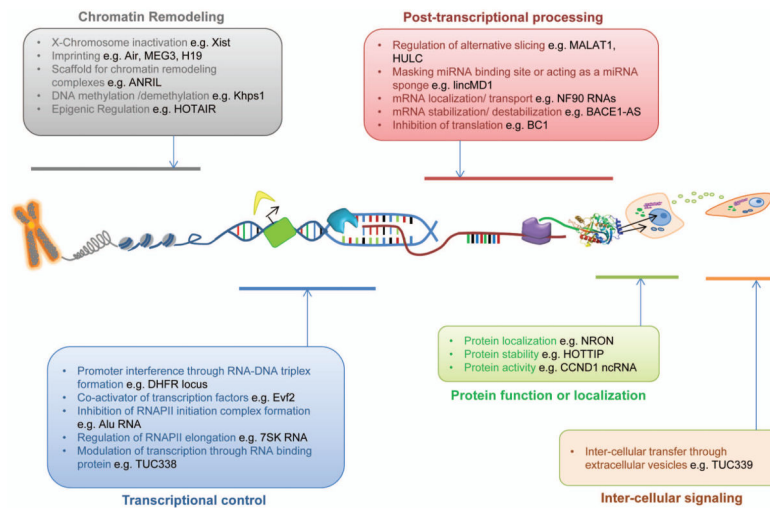 Chromatin Remodeling
• X-Chromosome inactivation e.g. Xist
• Imprinting e.g. Air, MEG3, H19
• Scaffold for chromatin remodeling
complexes e.g. ANRIL
• DNA methylation /demethylation e.g. Khps1
• Epigenic Regulation e.g. HOTAIR
Post-transcriptional processing
• Regulation of alternative slicing e.g. MALAT1,
HULC
• Masking miRNA binding site or acting as a miRNA
sponge e.g. lincMD1
• mRNA localization/ transport e.g. NF90 RNAs
• mRNA stabilization/ destabilization e.g. BACE1-AS
• Inhibition of translation e.g. BC1
• Promoter interference through RNA-DNA triplex
formation e.g. DHFR locus
• Co-activator of transcription factors e.g. Evf2
• Inhibition of RNAPII initiation complex formation
e.g. Alu RNA
• Regulation of RNAPII elongation e.g. 7SK RNA
• Modulation of transcription through RNA binding
protein e.g. TUC338
Transcriptional control
• Protein localization e.g. NRON
• Protein stability e.g. HOTTIP
• Protein activity e.g. CCND1 ncRNA
Protein function or localization
• Inter-cellular transfer through
extracellular vesicles e.g. TUC339
Inter-cellular signaling